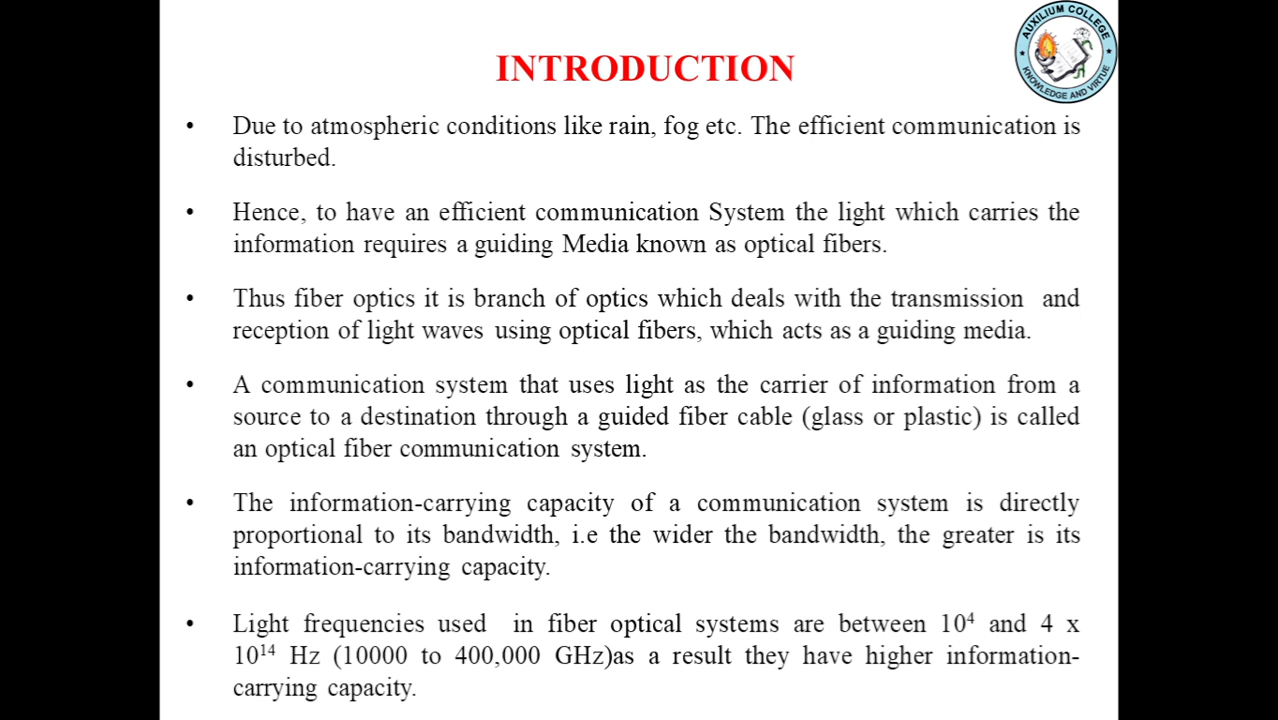 AUXILIUM COLLEGE
KNOWLEDGE AND VIRTUE
INTRODUCTION
• Due to atmospheric conditions like rain, fog etc. The efficient communication is
disturbed.
• Hence, to have an efficient communication System the light which carries the
information requires a guiding Media known as optical fibers.
• Thus fiber optics it is branch of optics which deals with the transmission and
reception of light waves using optical fibers, which acts as a guiding media.
• A communication system that uses light as the carrier of information from a
source to a destination through a guided fiber cable (glass or plastic) is called
an optical fiber communication system.
• The information-carrying capacity of a communication system is directly
proportional to its bandwidth, i.e the wider the bandwidth, the greater is its
information-carrying capacity.
• Light frequencies used in fiber optical systems are between 10⁴ and 4 x
10¹⁴ Hz (10000 to 400,000 GHz)as a result they have higher information-
carrying capacity.